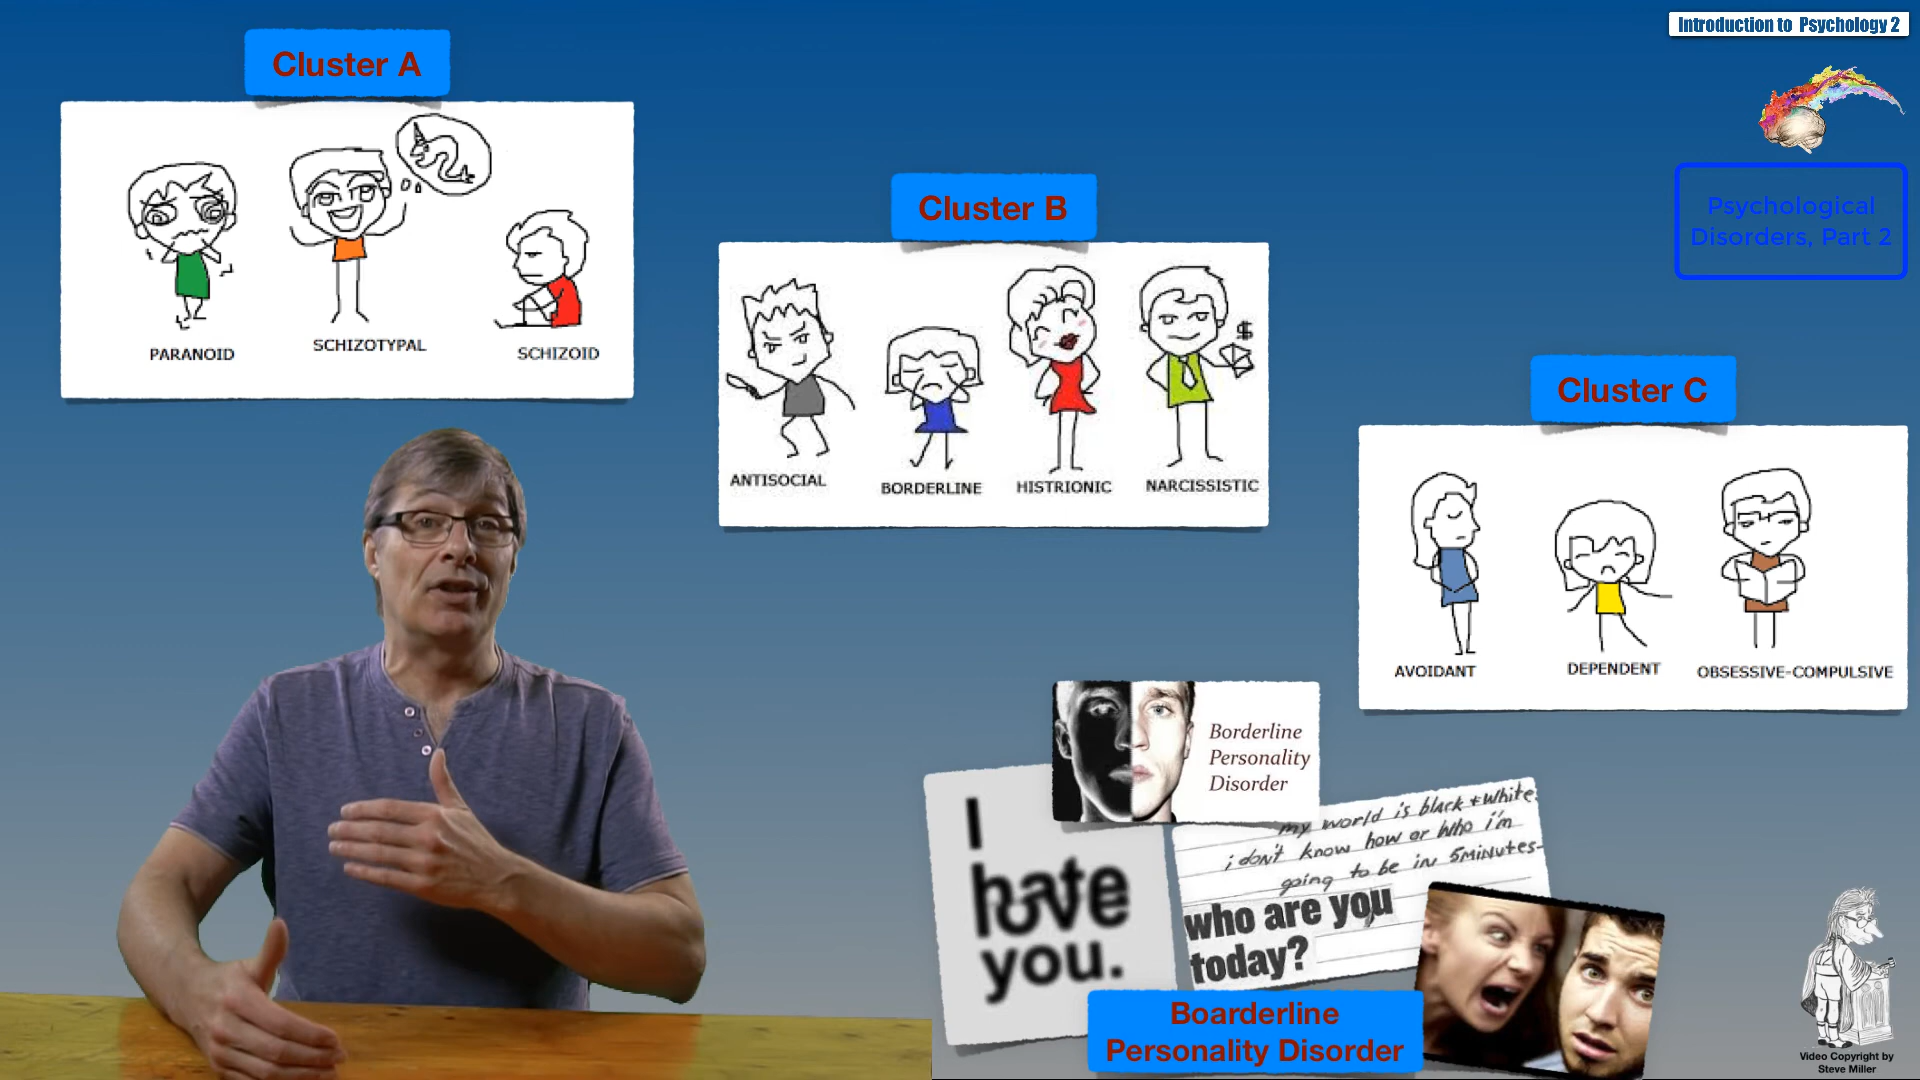 Introduction to Psychology 2
Cluster A
PARANOID
SCHIZOTYPAL
SCHIZOID
Cluster B
ANTISOCIAL
BORDERLINE
HISTRIONIC
NARCISSISTIC
$
Psychological
Disorders, Part 2
Cluster C
AVOIDANT
DEPENDENT
OBSESSIVE-COMPULSIVE
Borderline
Personality
Disorder
I
hate
love
you.
my world is black + white.
i don't know how or who i'm
going to be in 5 minutes-
who are you
today?
Boarderline
Personality Disorder
Video Copyright by
Steve Miller